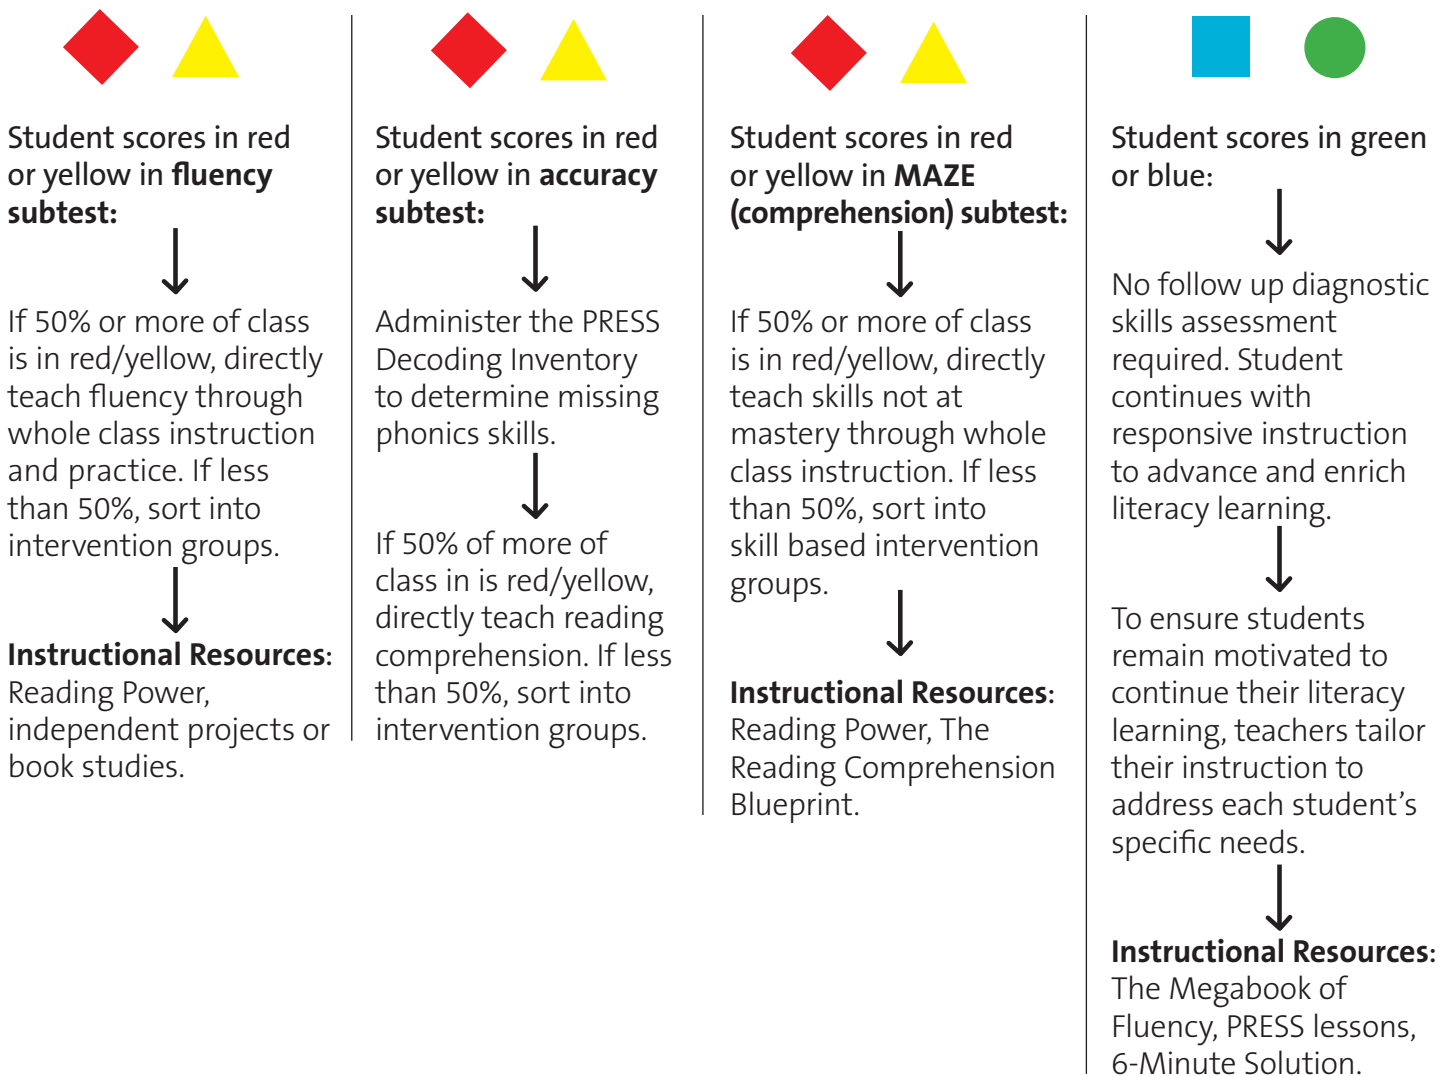 Student scores in red
or yellow in fluency
subtest:
If 50% or more of class
is in red/yellow, directly
teach fluency through
whole class instruction
and practice. If less
than 50%, sort into
intervention groups.
Instructional Resources:
Reading Power,
independent projects or
book studies.
Student scores in red
or yellow in accuracy
subtest:
Administer the PRESS
Decoding Inventory
to determine missing
phonics skills.
If 50% of more of
class in is red/yellow,
directly teach reading
comprehension. If less
than 50%, sort into
intervention groups.
Student scores in red
or yellow in MAZE
(comprehension) subtest:
If 50% or more of class
is in red/yellow, directly
teach skills not at
mastery through whole
class instruction. If less
than 50%, sort into
skill based intervention
groups.
Instructional Resources:
Reading Power, The
Reading Comprehension
Blueprint.
Student scores in green
or blue:
No follow up diagnostic
skills assessment
required. Student
continues with
responsive instruction
to advance and enrich
literacy learning.
To ensure students
remain motivated to
continue their literacy
learning, teachers tailor
their instruction to
address each student’s
specific needs.
Instructional Resources:
The Megabook of
Fluency, PRESS lessons,
6-Minute Solution.